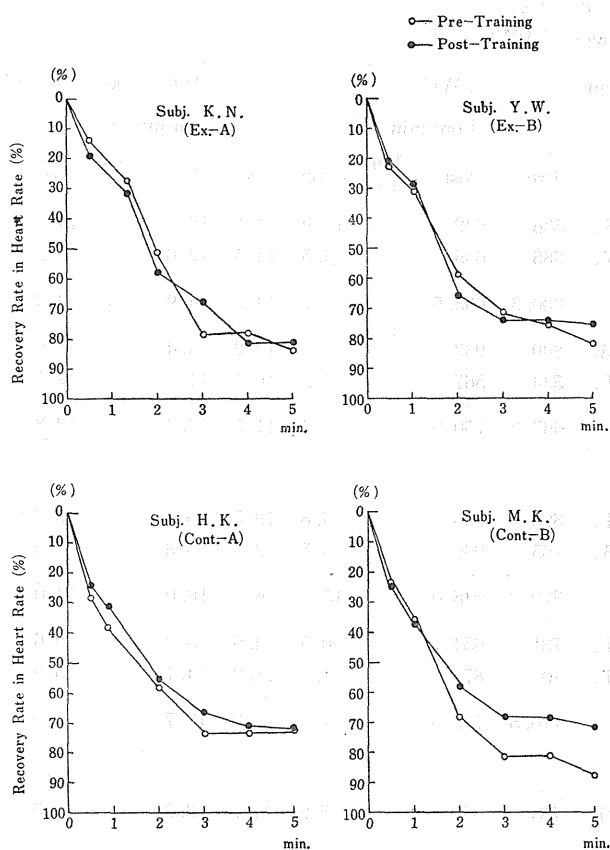 Pre-Training
Post-Training
(%)
Subj. K.N.
(Ex.-A)
Recovery Rate in Heart Rate (%)
0
10
20
30
40
50
60
70
80
90
100
0 1 2 3 4 5
min.
(%)
Subj. Y.W.
(Ex.-B)
0
10
20
30
40
50
60
70
80
90
100
0 1 2 3 4 5
min.
(%)
Subj. H.K.
(Cont.-A)
Recovery Rate in Heart Rate (%)
0
10
20
30
40
50
60
70
80
90
100
0 1 2 3 4 5
min.
(%)
Subj. M.K.
(Cont.-B)
0
10
20
30
40
50
60
70
80
90
100
0 1 2 3 4 5
min.